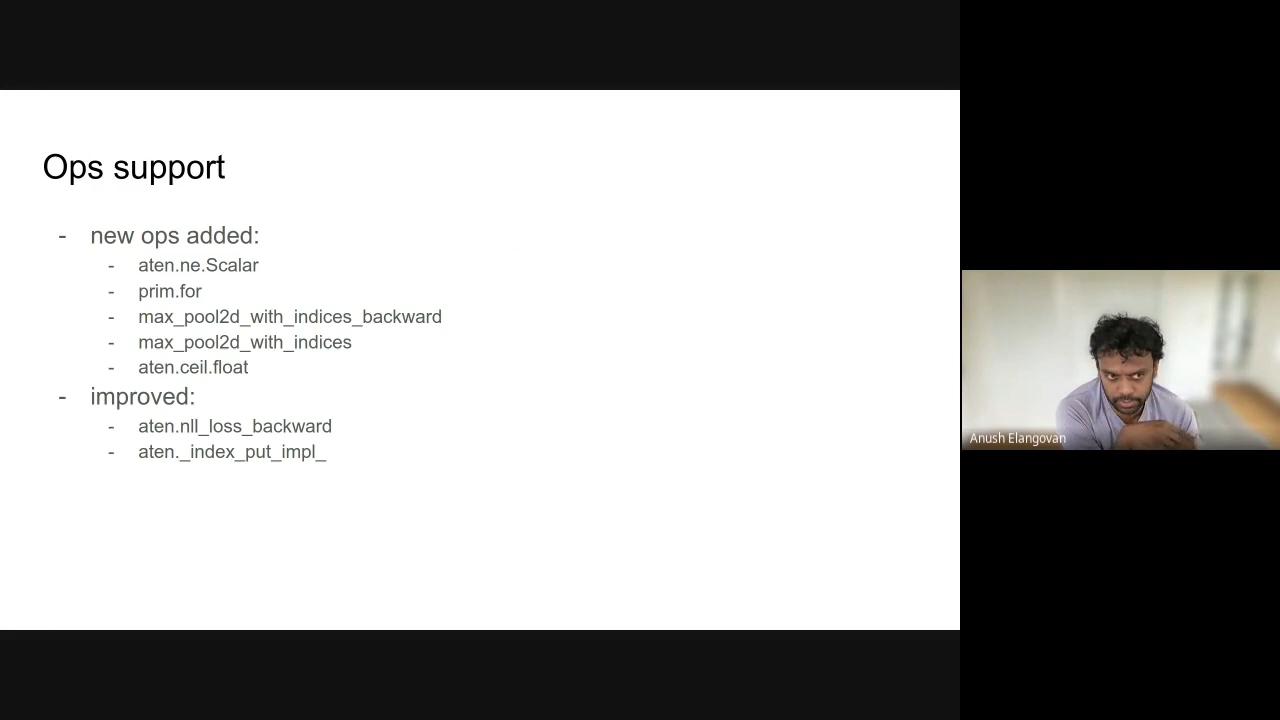 Ops support
- new ops added:
- aten.ne.Scalar
- prim.for
- max_pool2d_with_indices_backward
- max_pool2d_with_indices
- aten.ceil.float
- improved:
- aten.nll_loss_backward
- aten._index_put_impl_
Anush Elangovan